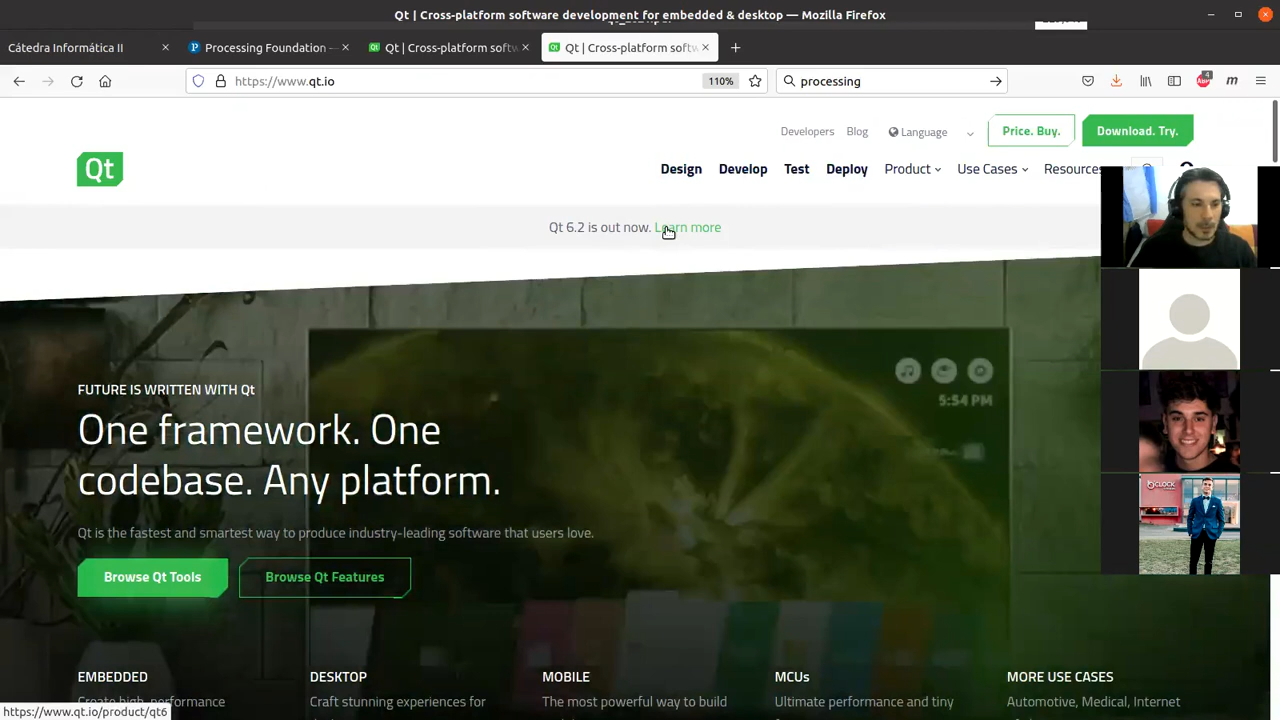 Qt | Cross-platform software development for embedded & desktop — Mozilla Firefox
Cátedra Informática II
Processing Foundation —
Qt | Cross-platform softw
Qt | Cross-platform softw
https://www.qt.io
110%
processing
4
m
Developers
Blog
Language
Price. Buy.
Download. Try.
Qt
Design
Develop
Test
Deploy
Product
Use Cases
Resources
Qt 6.2 is out now. Learn more
5:54 PM
FUTURE IS WRITTEN WITH Qt
One framework. One
codebase. Any platform.
Qt is the fastest and smartest way to produce industry-leading software that users love.
Browse Qt Tools
Browse Qt Features
CLOCK
EMBEDDED
DESKTOP
MOBILE
MCUs
MORE USE CASES
Create high-performance
Craft stunning experiences for
The most powerful way to build
Ultimate performance and tiny
Automotive, Medical, Internet
https://www.qt.io/product/qt6